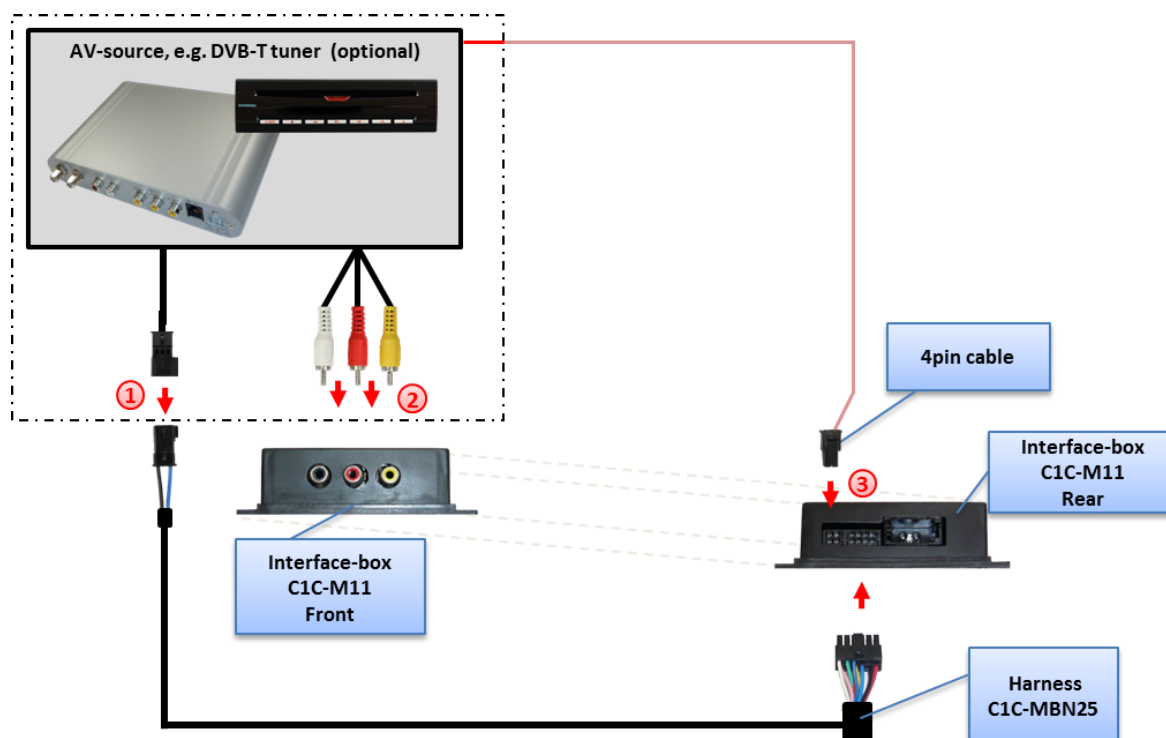 AV-source, e.g. DVB-T tuner (optional)
1
2
4pin cable
3
Interface-box
C1C-M11
Rear
Interface-box
C1C-M11
Front
Harness
C1C-MBN25